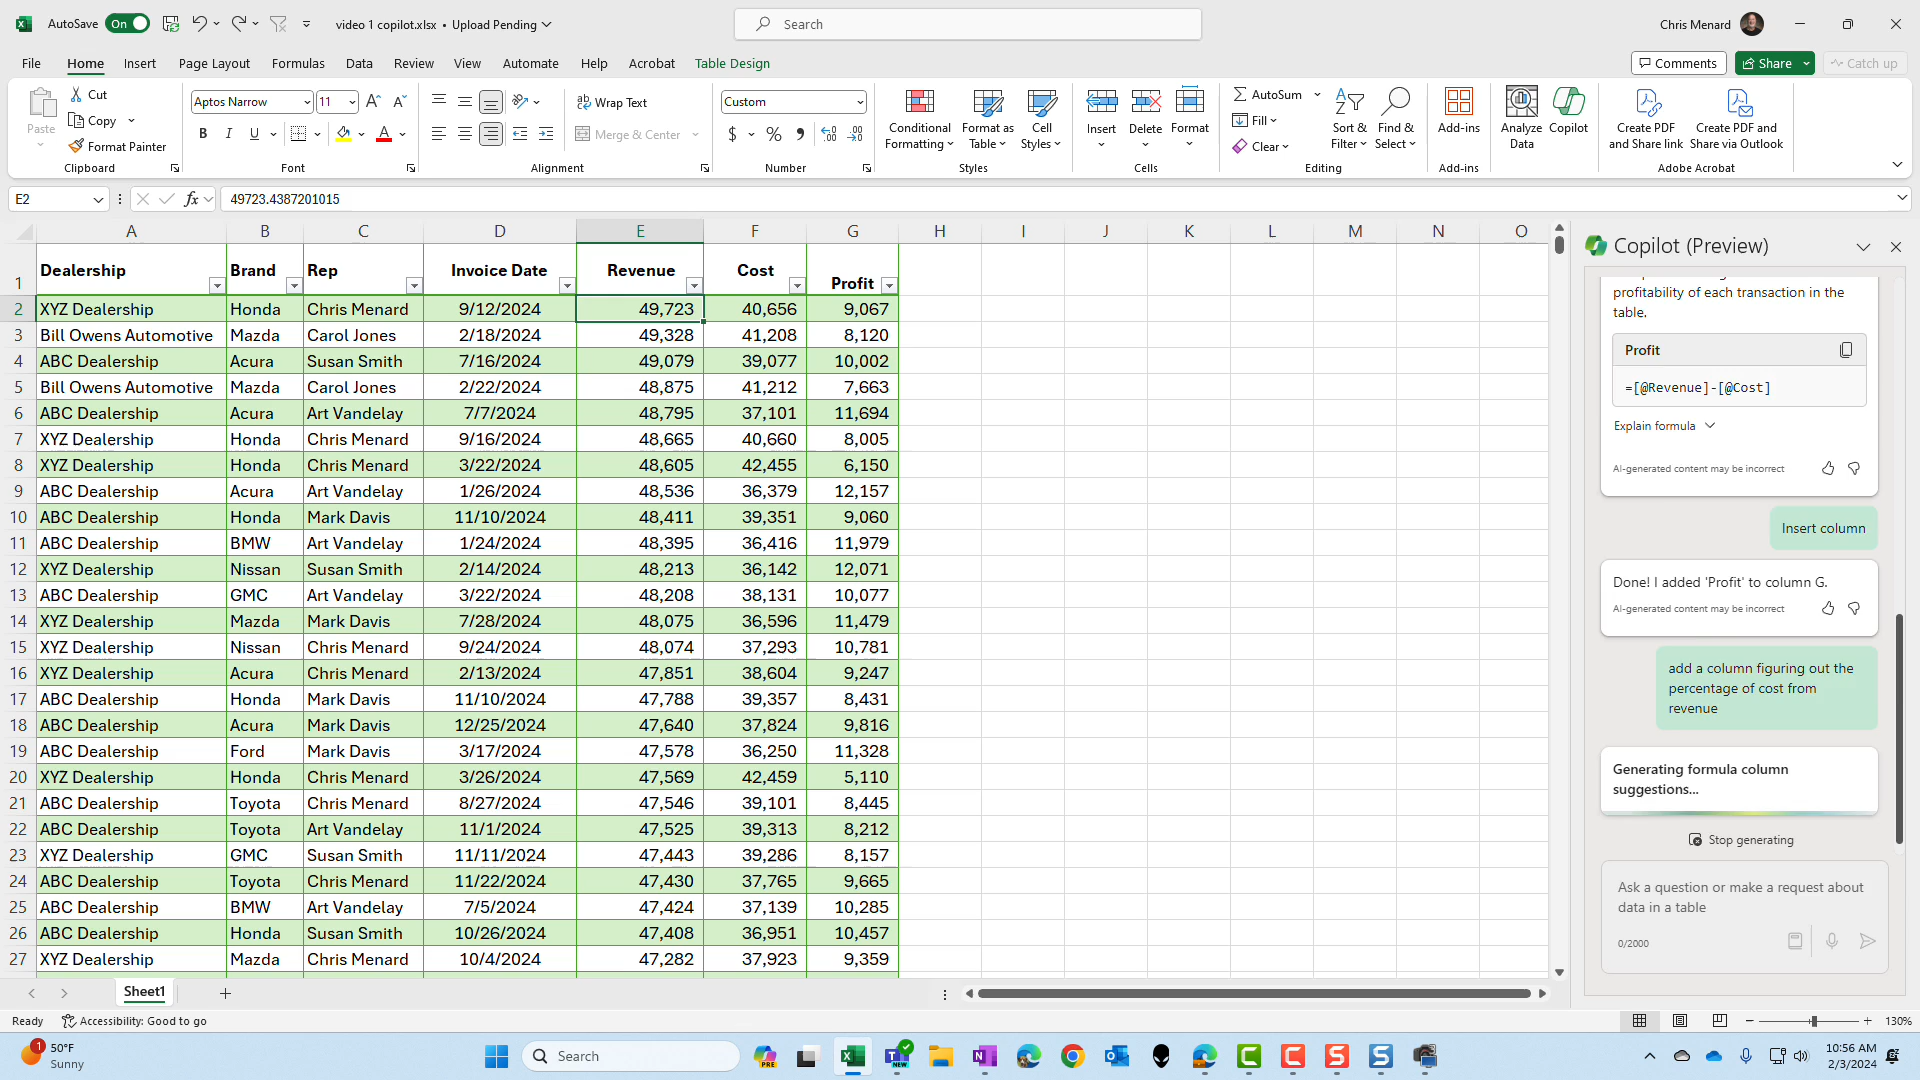 AutoSave On video 1 copilot.xlsx • Upload Pending Search Chris Menard
File Home Insert Page Layout Formulas Data Review View Automate Help Acrobat Table Design Comments Share Catch up
Paste Cut Copy Format Painter Clipboard
Aptos Narrow 11 B I U A Font
Wrap Text Merge & Center Alignment
Custom $ % 9 Number
Conditional Formatting Format as Table Cell Styles Styles
Insert Delete Format Cells
AutoSum Fill Clear Sort & Filter Find & Select Editing
Add-ins Add-ins
Analyze Data Copilot
Create PDF and Share link Create PDF and Share via Outlook Adobe Acrobat
E2 fx 49723.4387201015
A B C D E F G H I J K L M N O
1 Dealership Brand Rep Invoice Date Revenue Cost Profit
2 XYZ Dealership Honda Chris Menard 9/12/2024 49,723 40,656 9,067
3 Bill Owens Automotive Mazda Carol Jones 2/18/2024 49,328 41,208 8,120
4 ABC Dealership Acura Susan Smith 7/16/2024 49,079 39,077 10,002
5 Bill Owens Automotive Mazda Carol Jones 2/22/2024 48,875 41,212 7,663
6 ABC Dealership Acura Art Vandelay 7/7/2024 48,795 37,101 11,694
7 XYZ Dealership Honda Chris Menard 9/16/2024 48,665 40,660 8,005
8 XYZ Dealership Honda Chris Menard 3/22/2024 48,605 42,455 6,150
9 ABC Dealership Acura Art Vandelay 1/26/2024 48,536 36,379 12,157
10 ABC Dealership Honda Mark Davis 11/10/2024 48,411 39,351 9,060
11 ABC Dealership BMW Art Vandelay 1/24/2024 48,395 36,416 11,979
12 XYZ Dealership Nissan Susan Smith 2/14/2024 48,213 36,142 12,071
13 ABC Dealership GMC Art Vandelay 3/22/2024 48,208 38,131 10,077
14 XYZ Dealership Mazda Mark Davis 7/28/2024 48,075 36,596 11,479
15 XYZ Dealership Nissan Chris Menard 9/24/2024 48,074 37,293 10,781
16 XYZ Dealership Acura Chris Menard 2/13/2024 47,851 38,604 9,247
17 ABC Dealership Honda Mark Davis 11/10/2024 47,788 39,357 8,431
18 ABC Dealership Acura Mark Davis 12/25/2024 47,640 37,824 9,816
19 ABC Dealership Ford Mark Davis 3/17/2024 47,578 36,250 11,328
20 XYZ Dealership Honda Chris Menard 3/26/2024 47,569 42,459 5,110
21 ABC Dealership Toyota Chris Menard 8/27/2024 47,546 39,101 8,445
22 ABC Dealership Toyota Art Vandelay 11/1/2024 47,525 39,313 8,212
23 XYZ Dealership GMC Susan Smith 11/11/2024 47,443 39,286 8,157
24 ABC Dealership Toyota Chris Menard 11/22/2024 47,430 37,765 9,665
25 ABC Dealership BMW Art Vandelay 7/5/2024 47,424 37,139 10,285
26 ABC Dealership Honda Susan Smith 10/26/2024 47,408 36,951 10,457
27 XYZ Dealership Mazda Chris Menard 10/4/2024 47,282 37,923 9,359
Copilot (Preview)
profitability of each transaction in the
table.
Profit
=[@Revenue]-[@Cost]
Explain formula
AI-generated content may be incorrect
Insert column
Done! I added 'Profit' to column G.
AI-generated content may be incorrect
add a column figuring out the
percentage of cost from
revenue
Generating formula column
suggestions...
Stop generating
Ask a question or make a request about
data in a table
0/2000
Sheet1
Ready Accessibility: Good to go 130%
1 50°F
Sunny
Search
PRE NEW
10:56 AM
2/3/2024